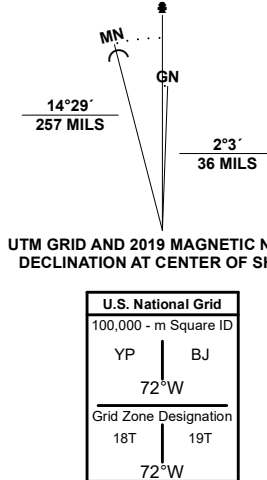 MN
GN
14°29´
257 MILS
2°3´
36 MILS
UTM GRID AND 2019 MAGNETIC
DECLINATION AT CENTER OF
U.S. National Grid
100,000 - m Square ID
YP BJ
72°W
Grid Zone Designation
18T 19T
72°W